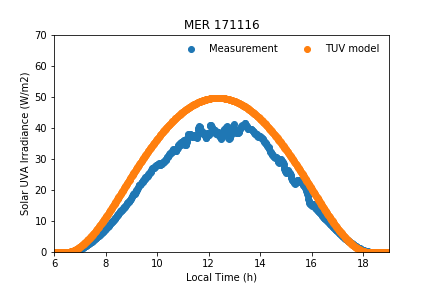 MER 171116
Measurement TUV model
Solar UVA Irradiance (W/m2)
70
60
50
40
30
20
10
0
6 8 10 12 14 16 18
Local Time (h)